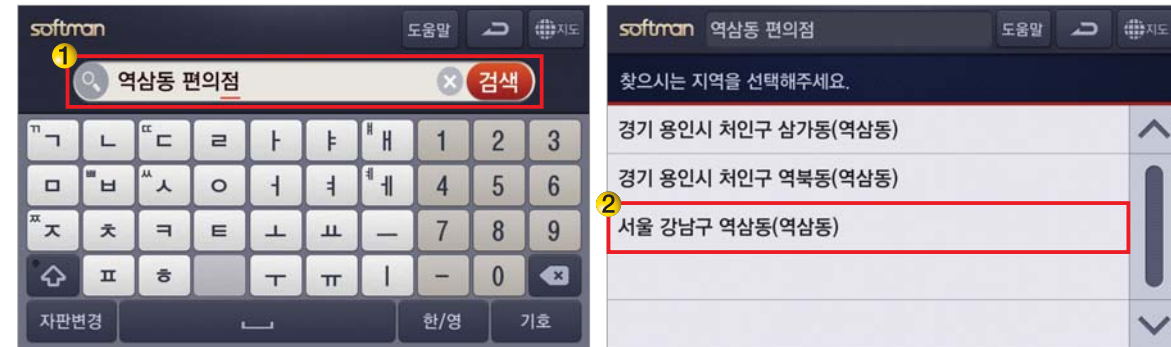 softman 도움말 지도
1
역삼동 편의점 검색
ㄲ ㄱ ㄴ ㄸ ㄷ ㄹ ㅏ ㅑ ㅒ ㅐ 1 2 3
ㅁ ㅃ ㅂ ㅆ ㅅ ㅇ ㅓ ㅕ ㅖ ㅔ 4 5 6
ㅉ ㅈ ㅊ ㅋ ㅌ ㅗ ㅛ ㅡ 7 8 9
ㅍ ㅎ ㅜ ㅠ ㅣ - 0
자판변경 한/영 기호
softman 역삼동 편의점 도움말 지도
찾으시는 지역을 선택해주세요.
경기 용인시 처인구 삼가동(역삼동)
경기 용인시 처인구 역북동(역삼동)
2
서울 강남구 역삼동(역삼동)